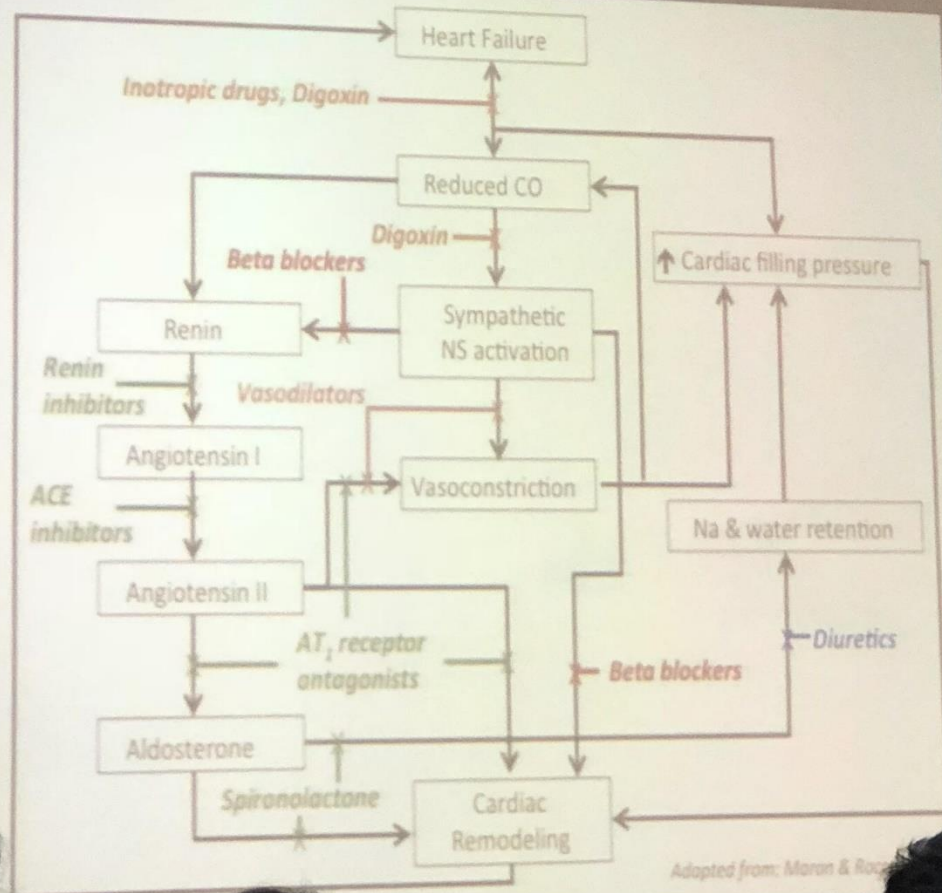 Heart Failure
Inotropic drugs, Digoxin
Reduced CO
Digoxin
Beta blockers
↑ Cardiac filling pressure
Renin
Sympathetic
NS activation
Renin
inhibitors
Vasodilators
Angiotensin I
Vasoconstriction
ACE
inhibitors
Na & water retention
Angiotensin II
AT₁ receptor
antagonists
Diuretics
Beta blockers
Aldosterone
Spironolactone
Cardiac
Remodeling
Adapted from: Maron &